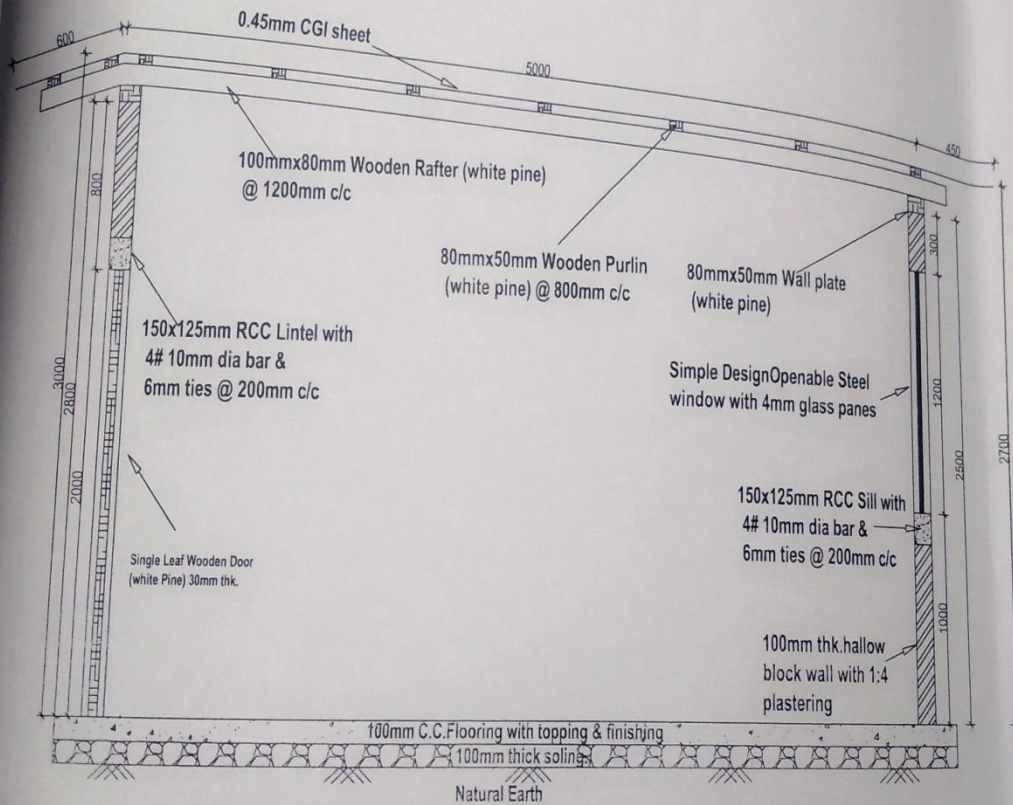 0.45mm CGI sheet
600
5000
450
100mmx80mm Wooden Rafter (white pine)
@ 1200mm c/c
800
80mmx50mm Wooden Purlin
(white pine) @ 800mm c/c
80mmx50mm Wall plate
(white pine)
300
150x125mm RCC Lintel with
4# 10mm dia bar &
6mm ties @ 200mm c/c
3000
2800
2000
Simple DesignOpenable Steel
window with 4mm glass panes
1200
2500
2700
150x125mm RCC Sill with
4# 10mm dia bar &
6mm ties @ 200mm c/c
Single Leaf Wooden Door
(white Pine) 30mm thk.
1000
100mm thk.hallow
block wall with 1:4
plastering
100mm C.C.Flooring with topping & finishing
100mm thick soling
Natural Earth